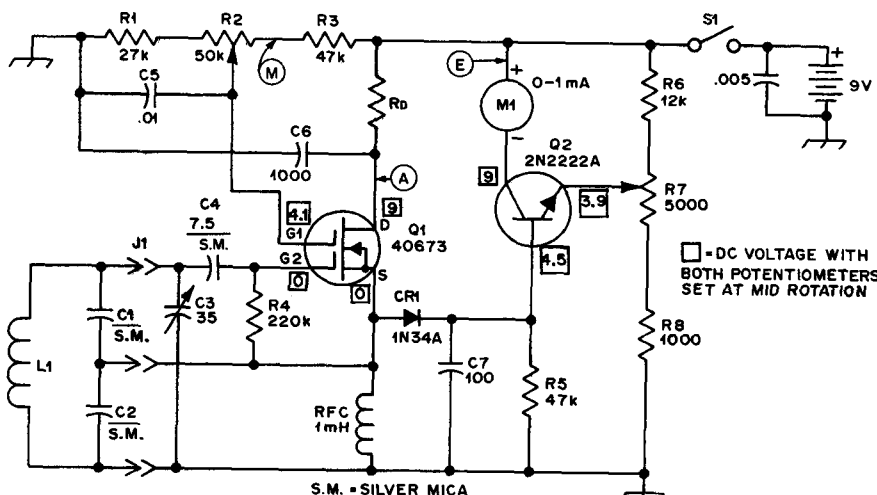 R1
27k
R2
50k
M
R3
47k
S1
C5
.01
RD
E
+
M1
0-1mA
-
R6
12k
.005
+
9V
C6
1000
A
Q2
2N2222A
9
3.9
4.5
R7
5000
C4
7.5
S.M.
4.1
G1
G2
0
9
D
S
0
Q1
40673
□=DC VOLTAGE WITH
BOTH POTENTIOMETERS
SET AT MID ROTATION
J1
C1
S.M.
C3
35
R4
220k
CR1
1N34A
L1
C2
S.M.
C7
100
R5
47k
R8
1000
RFC
1mH
S.M. = SILVER MICA